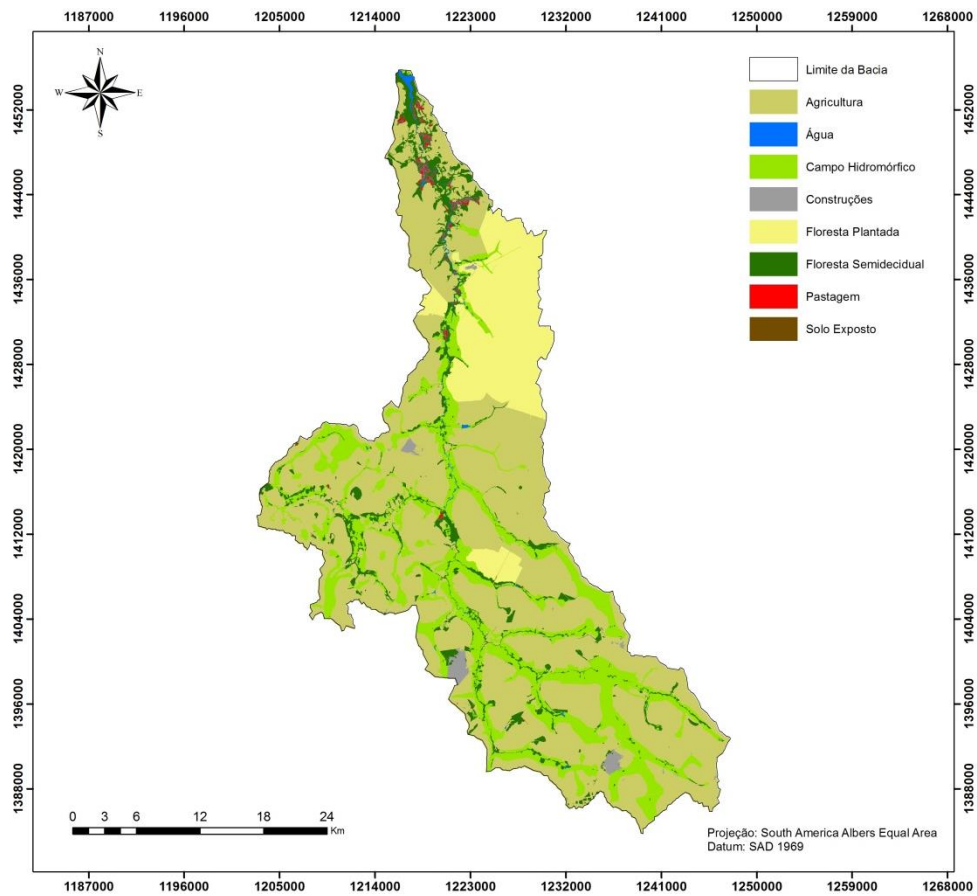 1187000 1196000 1205000 1214000 1223000 1232000 1241000 1250000 1259000 1268000
N
W E
S
Limite da Bacia
Agricultura
Água
Campo Hidromórfico
Construções
Floresta Plantada
Floresta Semidecidual
Pastagem
Solo Exposto
1452000 1452000
1444000 1444000
1436000 1436000
1428000 1428000
1420000 1420000
1412000 1412000
1404000 1404000
1396000 1396000
1388000 1388000
0 3 6 12 18 24
Km
Projeção: South America Albers Equal Area
Datum: SAD 1969
1187000 1196000 1205000 1214000 1223000 1232000 1241000 1250000 1259000 1268000